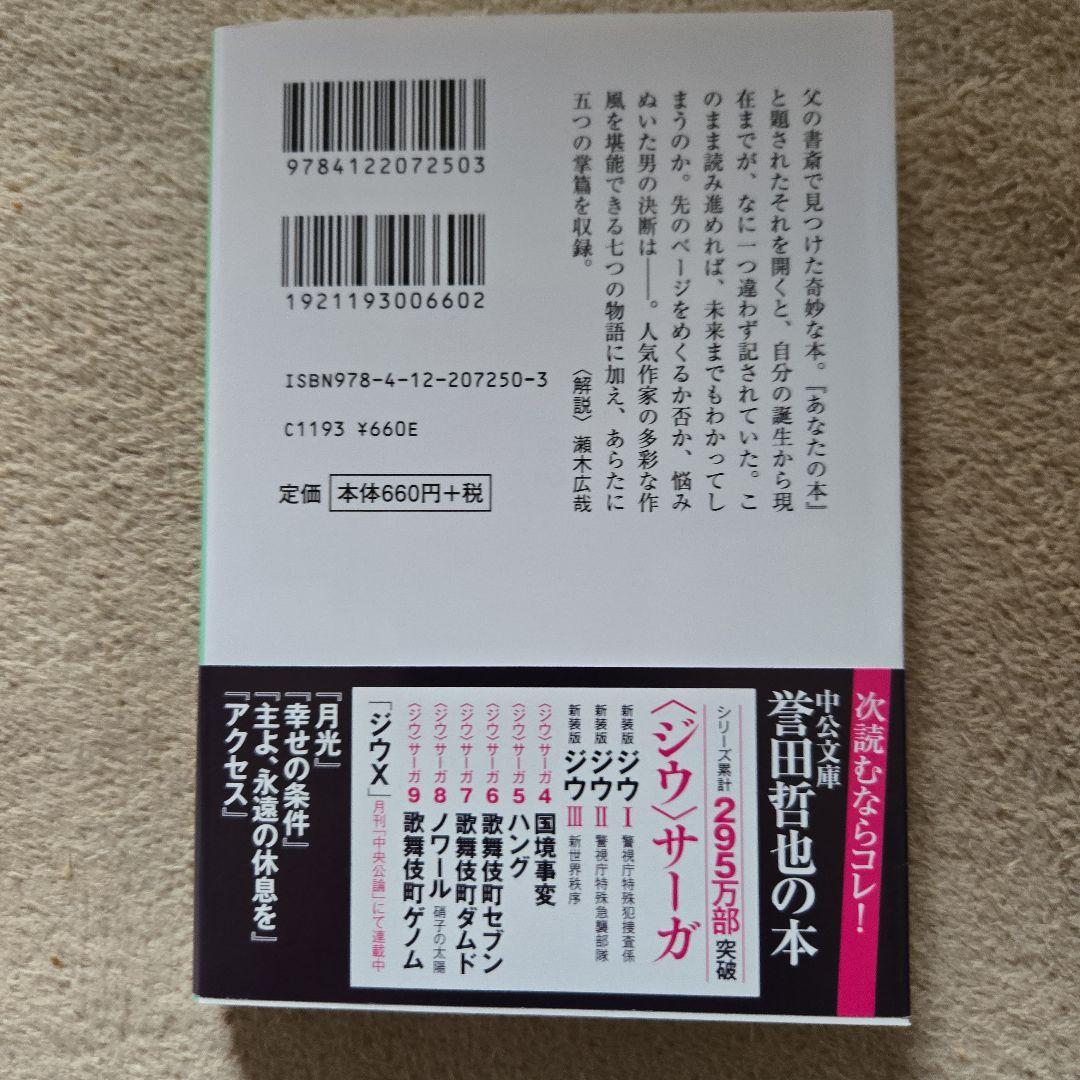 父の書斎で見つけた奇妙な本。『あなたの本』
と題されたそれを開くと、自分の誕生から現
在までが、なに一つ違わず記されていた。こ
のまま読み進めれば、未来までもわかってし
まうのか。先のページをめくるか否か、悩み
ぬいた男の決断は――。人気作家の多彩な作
風を堪能できる七つの物語に加え、あらたに
五つの掌篇を収録。
〈解説〉瀬木広哉
9784122072503
1921193006602
ISBN978-4-12-207250-3
C1193 ¥660E
定価 本体660円+税
次読むならコレ!
中公文庫
誉田哲也の本
シリーズ累計295万部突破
〈ジウ〉サーガ
新装版 ジウⅠ 警視庁特殊犯捜査係
新装版 ジウⅡ 警視庁特殊急襲部隊
新装版 ジウⅢ 新世界秩序
〈ジウ〉サーガ4 国境事変
〈ジウ〉サーガ5 ハング
〈ジウ〉サーガ6 歌舞伎町セブン
〈ジウ〉サーガ7 歌舞伎町ダムド
〈ジウ〉サーガ8 ノワール 硝子の太陽
〈ジウ〉サーガ9 歌舞伎町ゲノム
「ジウX」月刊「中央公論」にて連載中
『月光』
『幸せの条件』
『主よ、永遠の休息を』
『アクセス』